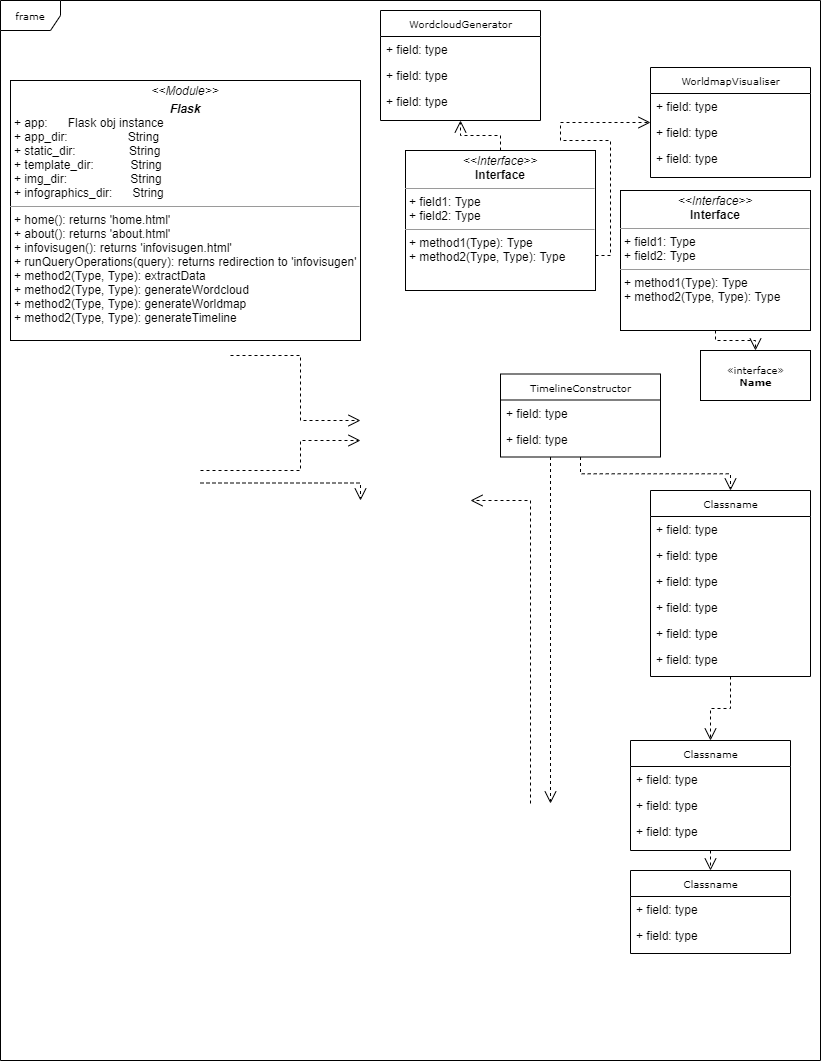 frame
<<Module>>
Flask
+ app: Flask obj instance
+ app_dir: String
+ static_dir: String
+ template_dir: String
+ img_dir: String
+ infographics_dir: String
+ home(): returns 'home.html'
+ about(): returns 'about.html'
+ infovisugen(): returns 'infovisugen.html'
+ runQueryOperations(query): returns redirection to 'infovisugen'
+ method2(Type, Type): extractData
+ method2(Type, Type): generateWordcloud
+ method2(Type, Type): generateWorldmap
+ method2(Type, Type): generateTimeline
WordcloudGenerator
+ field: type
+ field: type
+ field: type
<<Interface>>
Interface
+ field1: Type
+ field2: Type
+ method1(Type): Type
+ method2(Type, Type): Type
WorldmapVisualiser
+ field: type
+ field: type
+ field: type
<<Interface>>
Interface
+ field1: Type
+ field2: Type
+ method1(Type): Type
+ method2(Type, Type): Type
«interface»
Name
TimelineConstructor
+ field: type
+ field: type
Classname
+ field: type
+ field: type
+ field: type
+ field: type
+ field: type
+ field: type
Classname
+ field: type
+ field: type
+ field: type
Classname
+ field: type
+ field: type